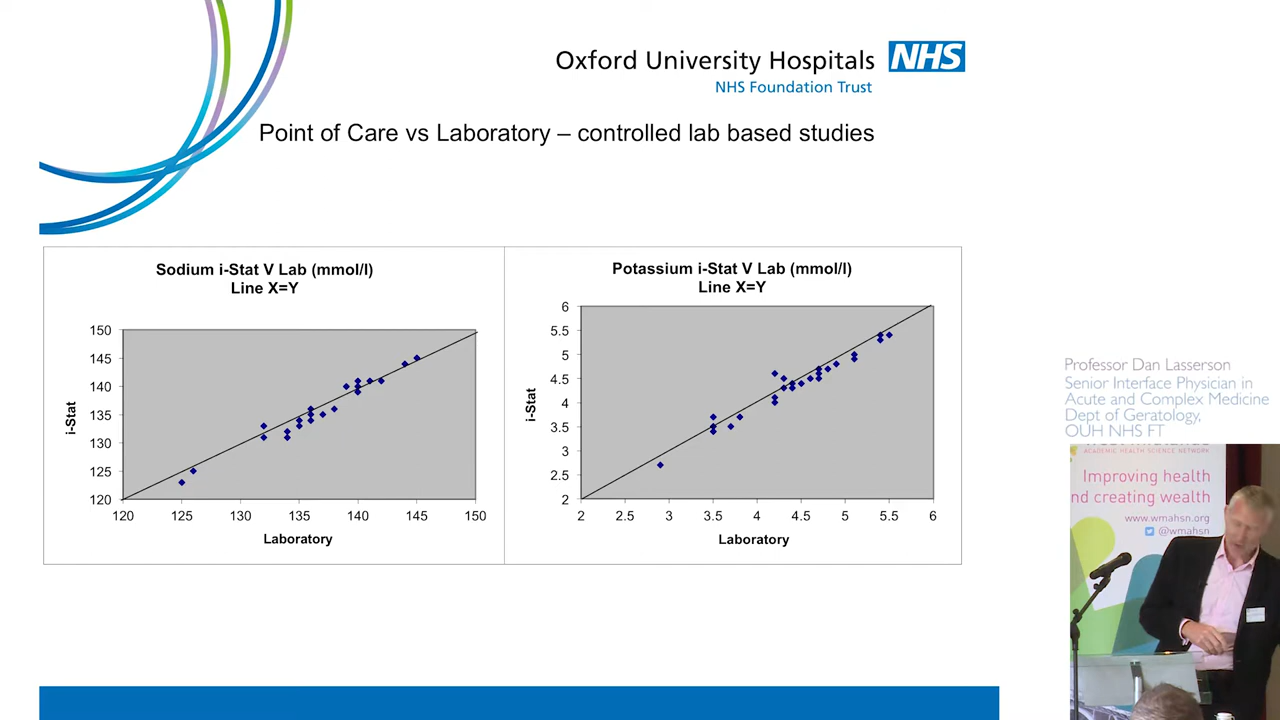 Oxford University Hospitals NHS
NHS Foundation Trust
Point of Care vs Laboratory – controlled lab based studies
Sodium i-Stat V Lab (mmol/l)
Line X=Y
150
145
140
135
130
125
120
i-Stat
120 125 130 135 140 145 150
Laboratory
Potassium i-Stat V Lab (mmol/l)
Line X=Y
6
5.5
5
4.5
4
3.5
3
2.5
2
i-Stat
2 2.5 3 3.5 4 4.5 5 5.5 6
Laboratory
Professor Dan Lasserson
Senior Interface Physician in
Acute and Complex Medicine
Dept of Geratology,
OUH NHS FT
ACADEMIC HEALTH SCIENCE NETWORK
Improving health
nd creating wealth
www.wmahsn.org
@wmahsn